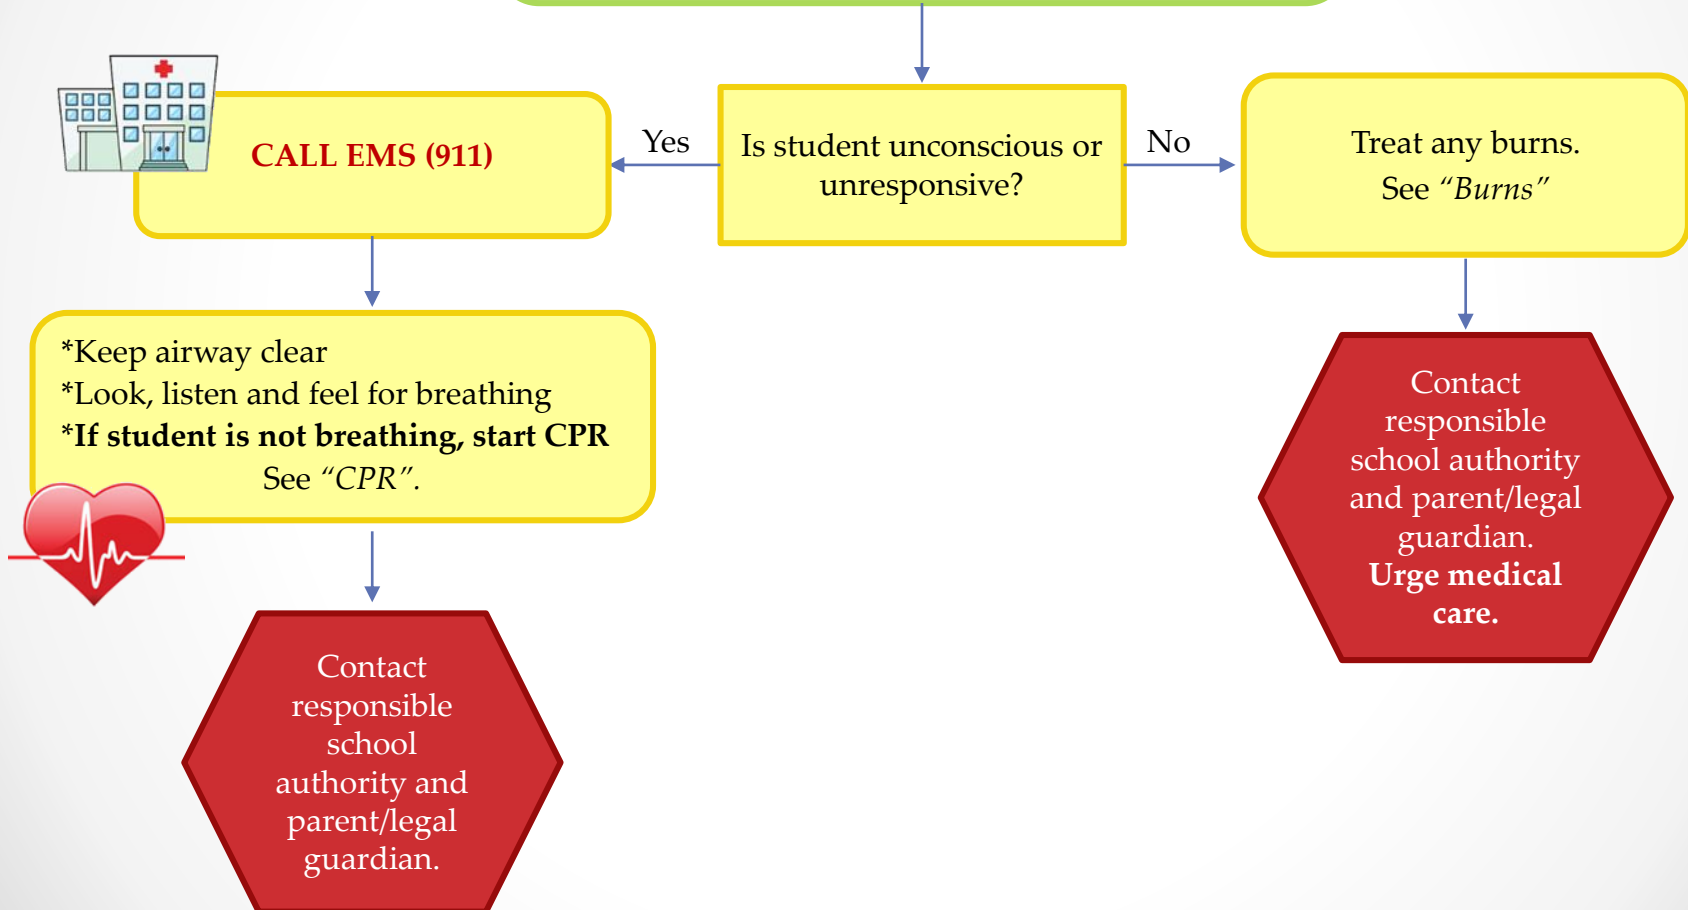 CALL EMS (911)
Yes
Is student unconscious or
unresponsive?
No
Treat any burns.
See “Burns”
*Keep airway clear
*Look, listen and feel for breathing
*If student is not breathing, start CPR
See “CPR”.
Contact
responsible
school authority
and parent/legal
guardian.
Urge medical
care.
Contact
responsible
school
authority and
parent/legal
guardian.